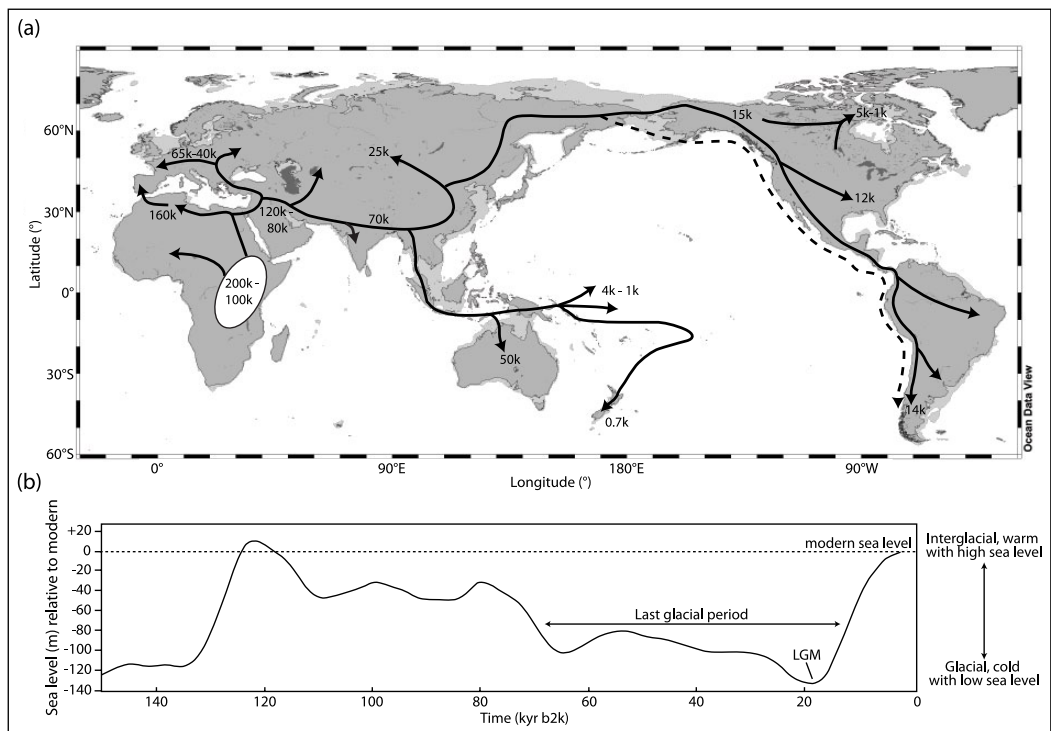 (a)
60°N
30°N
0°
30°S
60°S
Latitude (°)
65k-40k
160k
120k -
80k
200k -
100k
25k
70k
50k
4k - 1k
0.7k
15k
5k-1k
12k
14k
Ocean Data View
0°
90°E
180°E
90°W
Longitude (°)
(b)
Sea level (m) relative to modern
+20
0
-20
-40
-60
-80
-100
-120
-140
modern sea level
Last glacial period
LGM
Interglacial, warm
with high sea level
Glacial, cold
with low sea level
140
120
100
80
60
40
20
0
Time (kyr b2k)